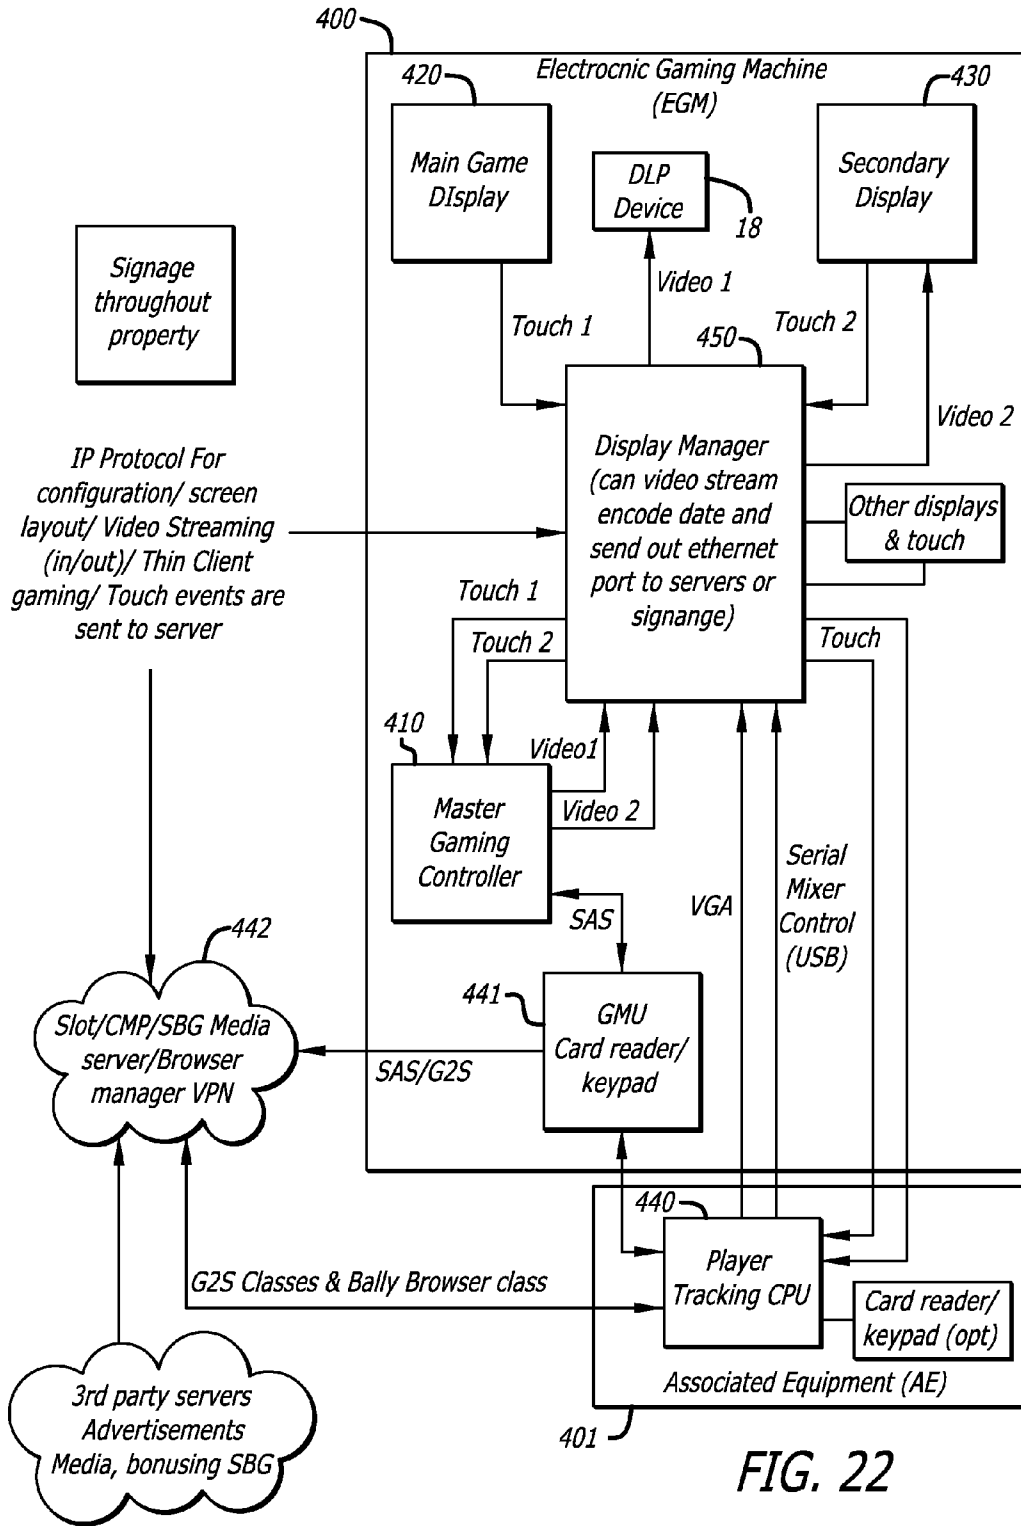 400
Electrocnic Gaming Machine
(EGM)
420
430
Main Game
DIsplay
DLP
Device
18
Secondary
Display
Signage
throughout
property
Video 1
Touch 1
Touch 2
450
Video 2
IP Protocol For
configuration/ screen
layout/ Video Streaming
(in/out)/ Thin Client
gaming/ Touch events are
sent to server
Display Manager
(can video stream
encode date and
send out ethernet
port to servers or
signange)
Other displays
& touch
Touch 1
Touch 2
Touch
410
Video1
Video 2
Master
Gaming
Controller
SAS
VGA
Serial
Mixer
Control
(USB)
442
Slot/CMP/SBG Media
server/Browser
manager VPN
SAS/G2S
441
GMU
Card reader/
keypad
440
Player
Tracking CPU
G2S Classes & Bally Browser class
Card reader/
keypad (opt)
Associated Equipment (AE)
401
3rd party servers
Advertisements
Media, bonusing SBG
FIG. 22